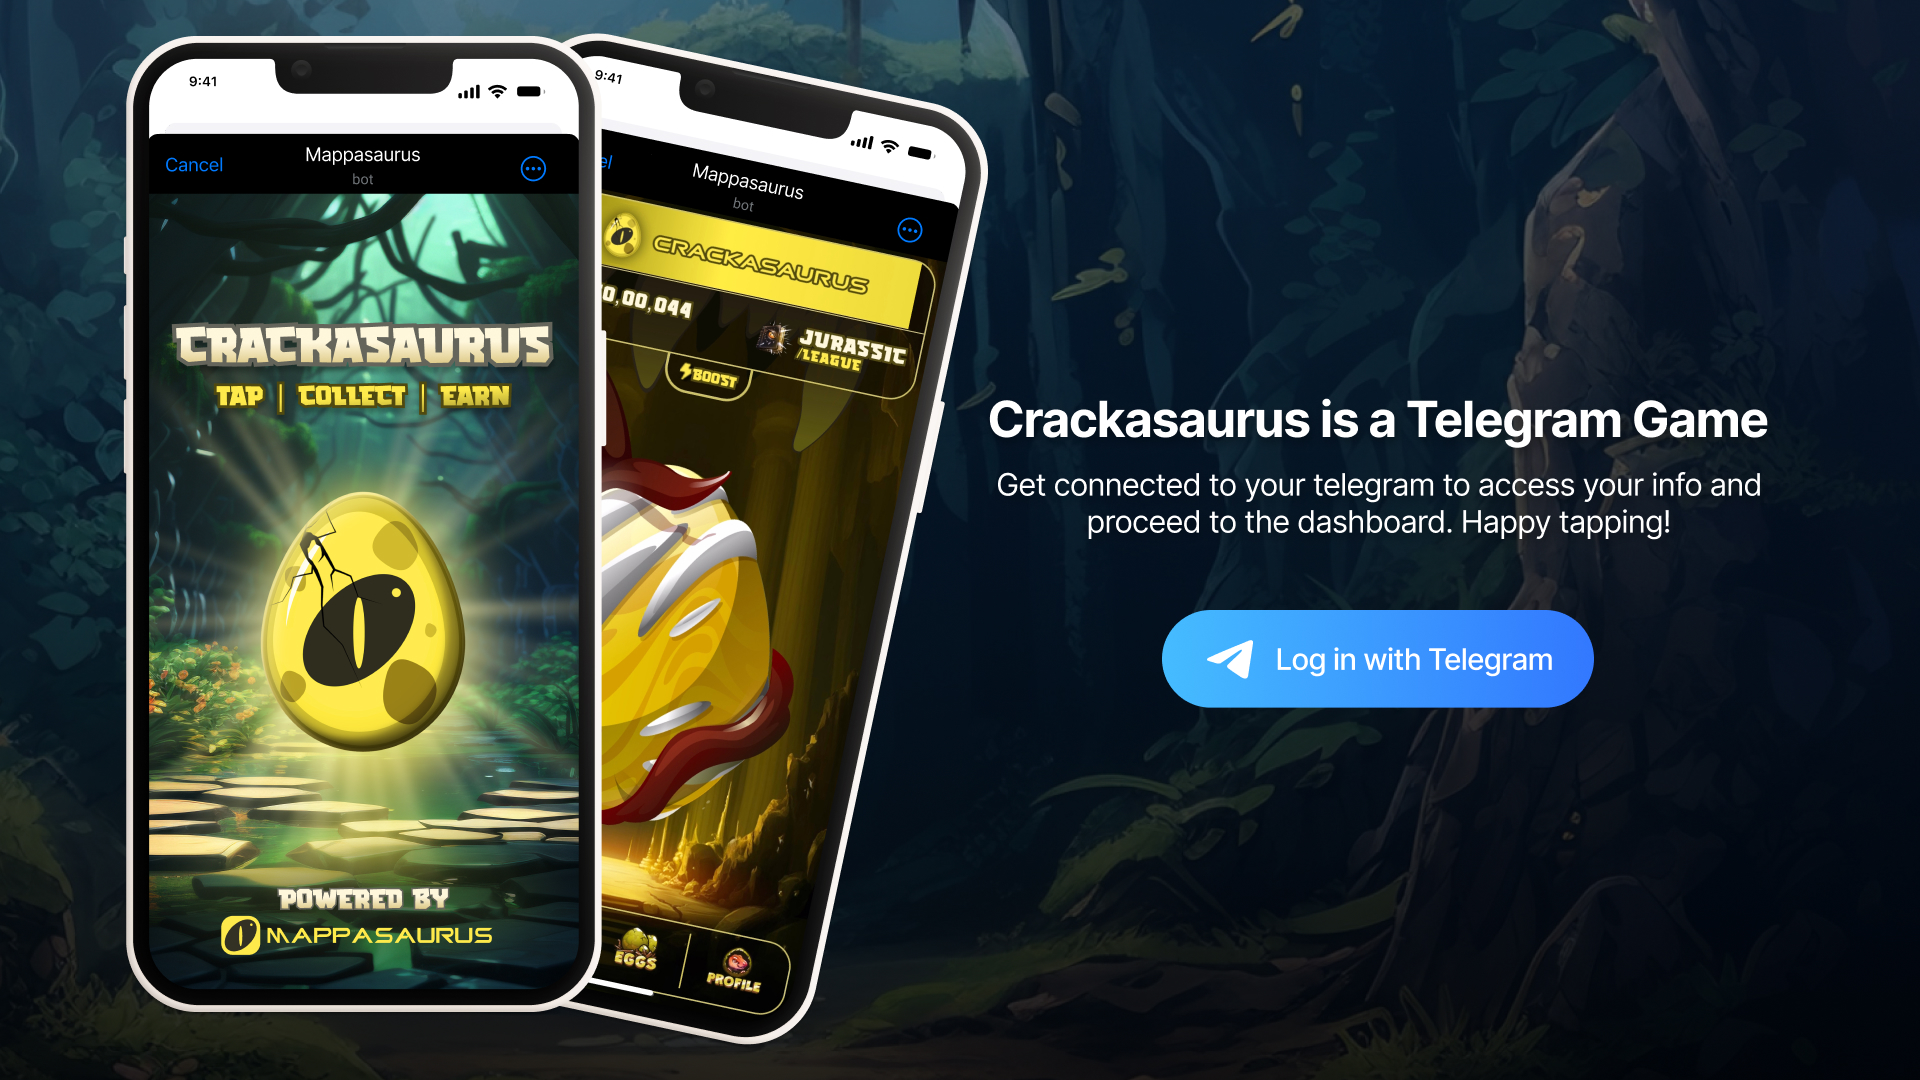 9:41
Cancel
Mappasaurus
bot
CRACKASAURUS
TAP | COLLECT | EARN
POWERED BY
MAPPASAURUS
9:41
Mappasaurus
bot
CRACKASAURUS
0,00,044
JURASSIC
/LEAGUE
BOOST
EGGS
PROFILE
Crackasaurus is a Telegram Game
Get connected to your telegram to access your info and
proceed to the dashboard. Happy tapping!
Log in with Telegram